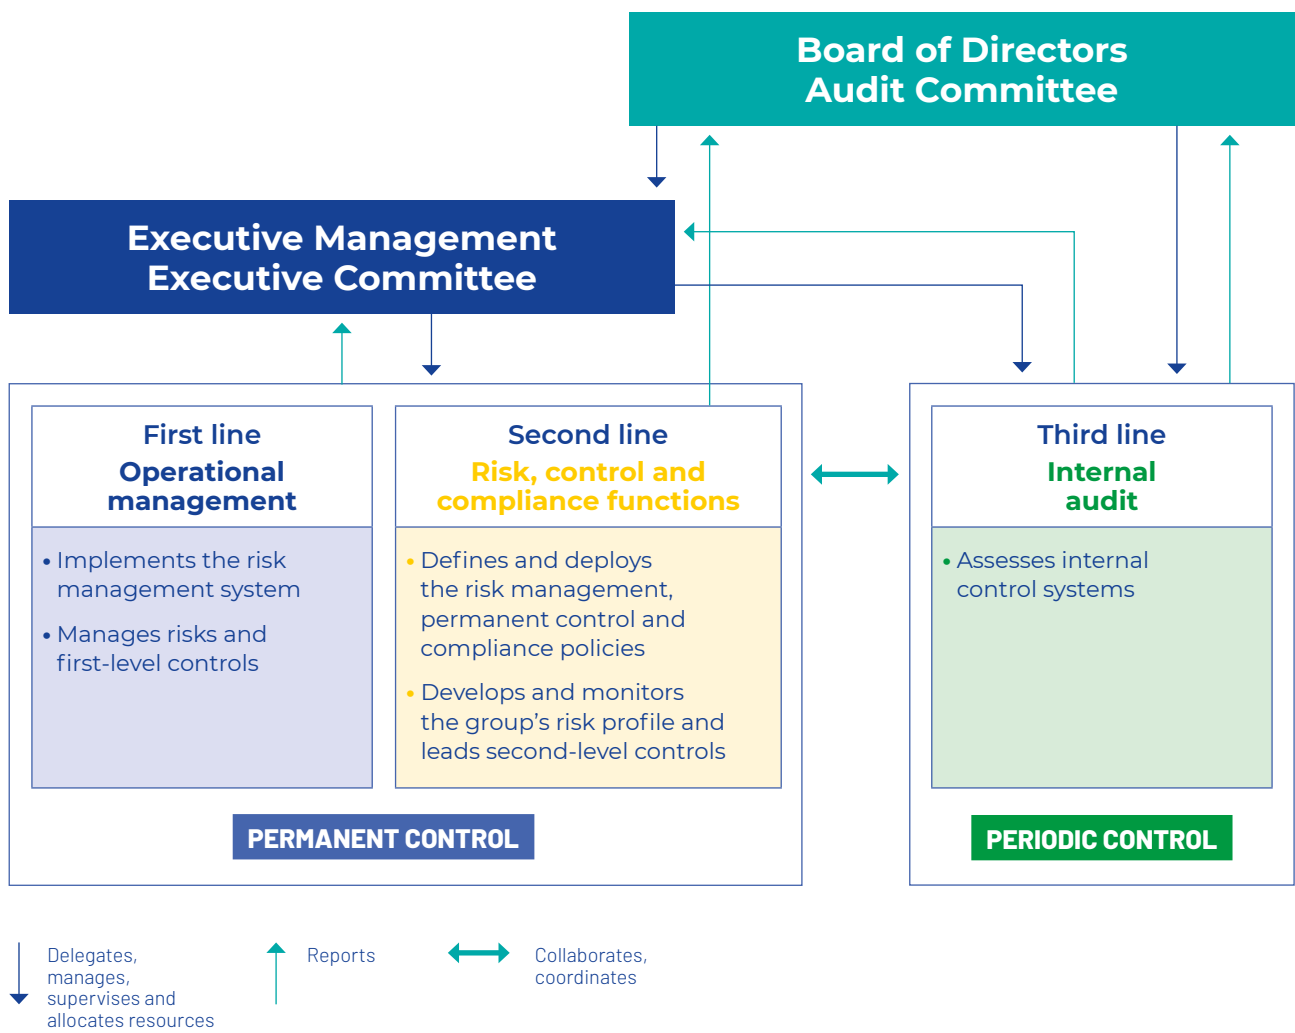 Board of Directors
Audit Committee
Executive Management
Executive Committee
First line
Operational
management
• Implements the risk
management system
• Manages risks and
first-level controls
Second line
Risk, control and
compliance functions
• Defines and deploys
the risk management,
permanent control and
compliance policies
• Develops and monitors
the group’s risk profile and
leads second-level controls
PERMANENT CONTROL
Third line
Internal
audit
• Assesses internal
control systems
PERIODIC CONTROL
Delegates,
manages,
supervises and
allocates resources
Reports
Collaborates,
coordinates